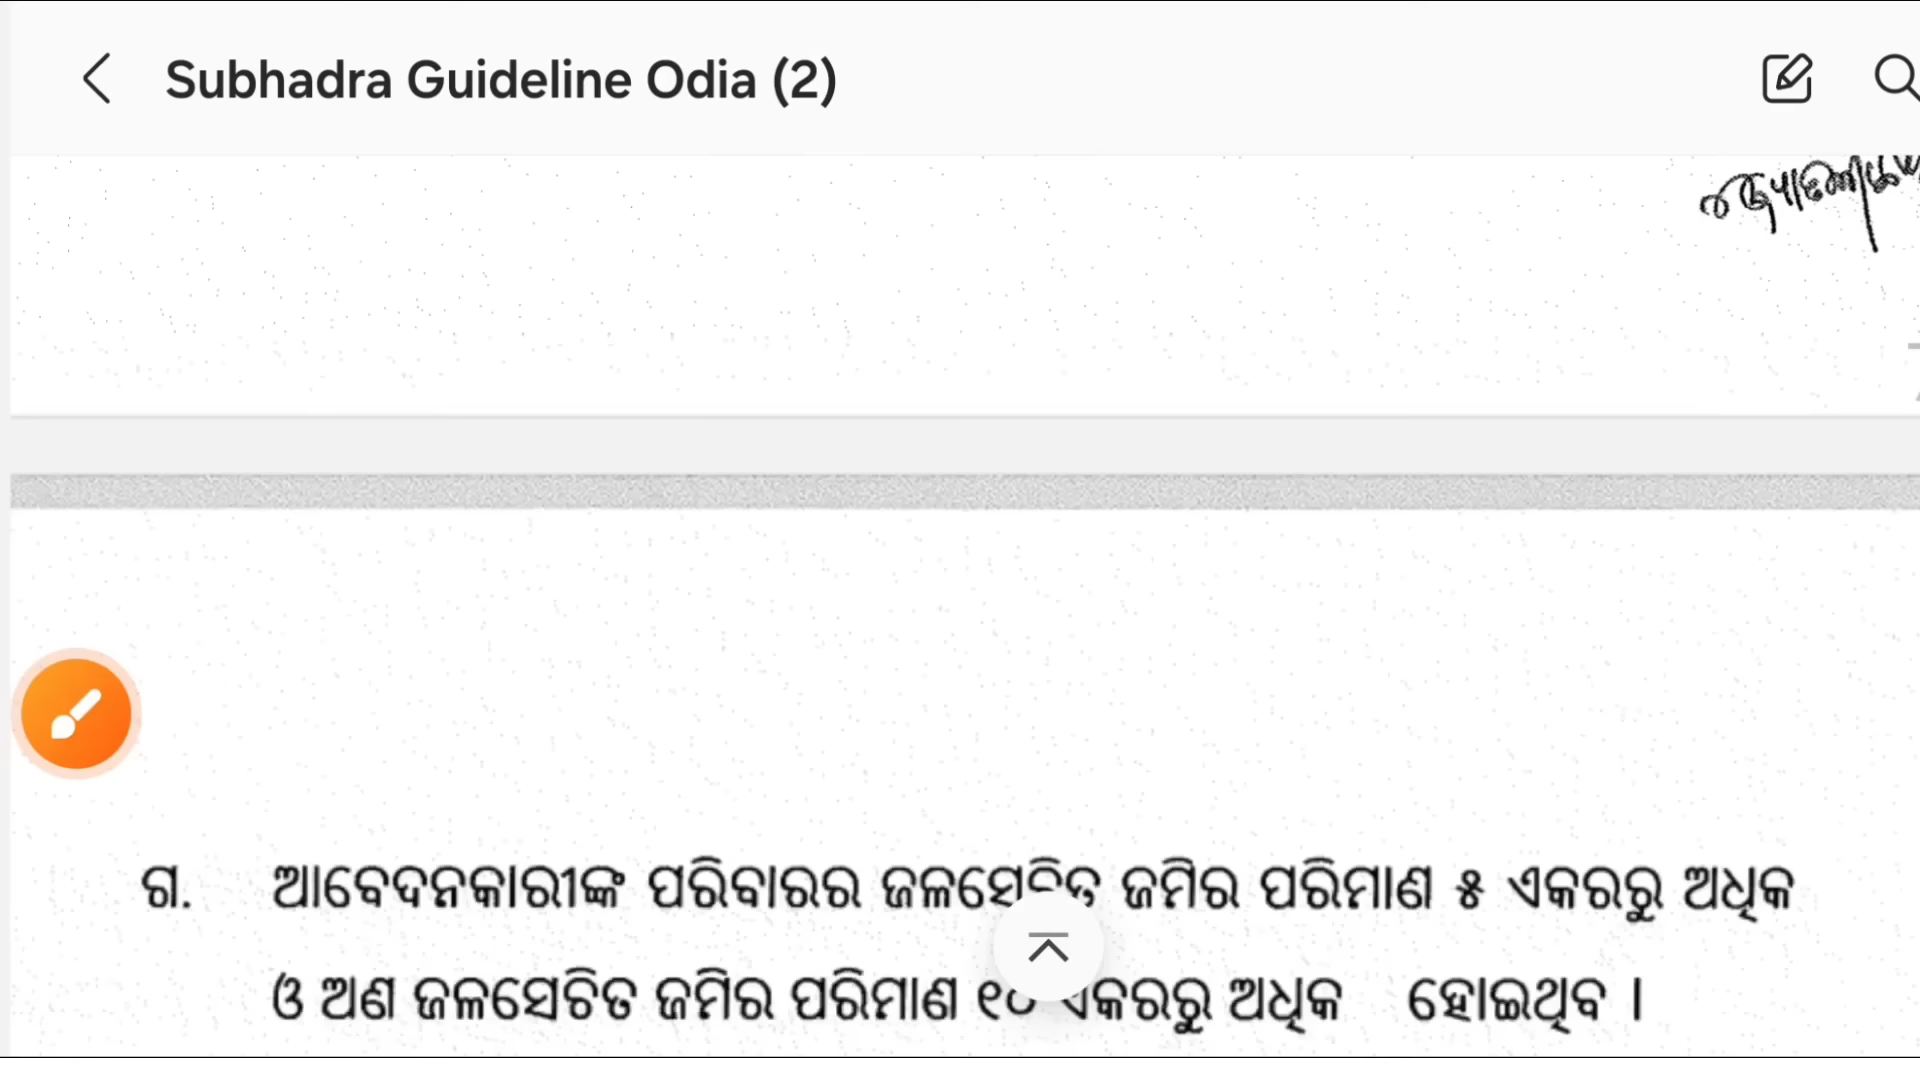 Subhadra Guideline Odia (2)
ଗ. ଆବେଦନକାରୀଙ୍କ ପରିବାରର ଜଳସେଚିତ ଜମିର ପରିମାଣ ୫ ଏକରରୁ ଅଧିକ
ଓ ଅଣ ଜଳସେଚିତ ଜମିର ପରିମାଣ ୧୦ ଏକରରୁ ଅଧିକ ହୋଇଥିବ ।